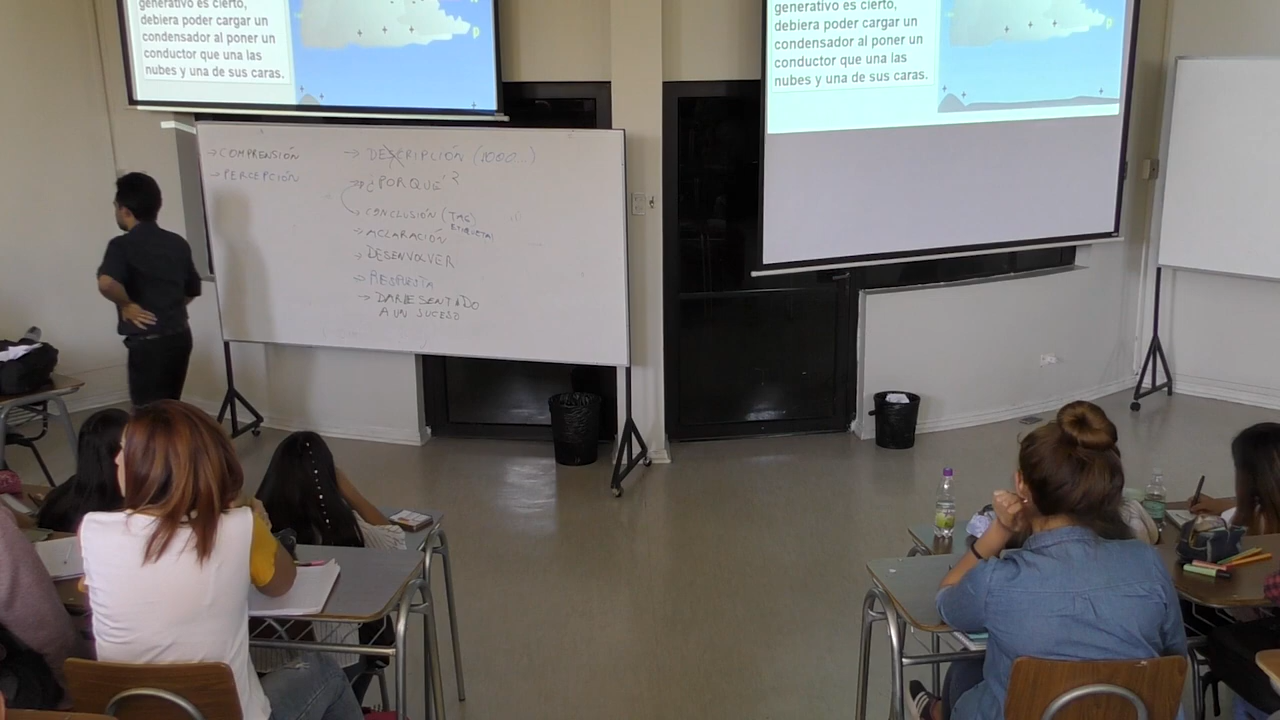 generativo es cierto,
debiera poder cargar un
condensador al poner un
conductor que una las
nubes y una de sus caras.
generativo es cierto,
debiera poder cargar un
condensador al poner un
conductor que una las
nubes y una de sus caras.
→ COMPRENSIÓN
→ PERCEPCIÓN
→ DESCRIPCIÓN (1000...)
→ ¿PORQUÉ?
→ CONCLUSIÓN (TAG
ETIQUETA)
→ ACLARACIÓN
→ DESENVOLVER
→ RESPUESTA
→ DARLE SENTIDO
A UN SUCESO